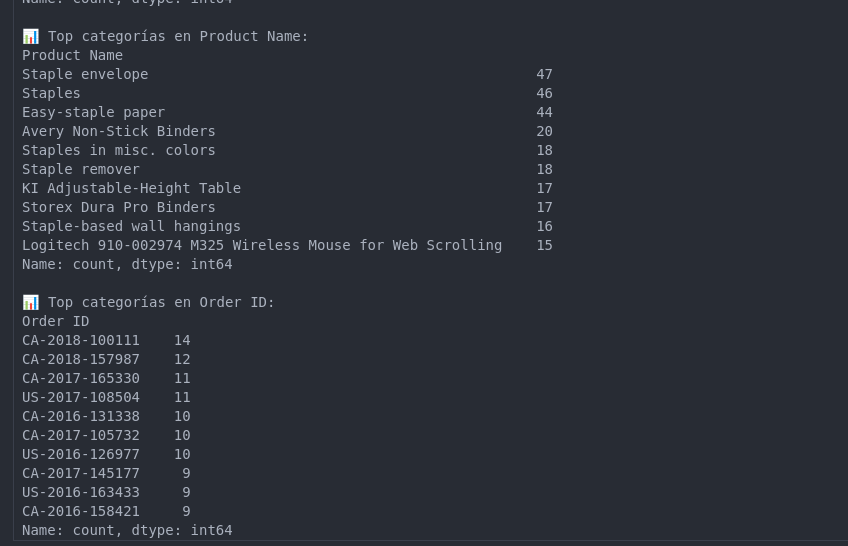 Name: count, dtype: int64
📊 Top categorías en Product Name:
Product Name
Staple envelope 47
Staples 46
Easy-staple paper 44
Avery Non-Stick Binders 20
Staples in misc. colors 18
Staple remover 18
KI Adjustable-Height Table 17
Storex Dura Pro Binders 17
Staple-based wall hangings 16
Logitech 910-002974 M325 Wireless Mouse for Web Scrolling 15
Name: count, dtype: int64
📊 Top categorías en Order ID:
Order ID
CA-2018-100111 14
CA-2018-157987 12
CA-2017-165330 11
US-2017-108504 11
CA-2016-131338 10
CA-2017-105732 10
US-2016-126977 10
CA-2017-145177 9
US-2016-163433 9
CA-2016-158421 9
Name: count, dtype: int64